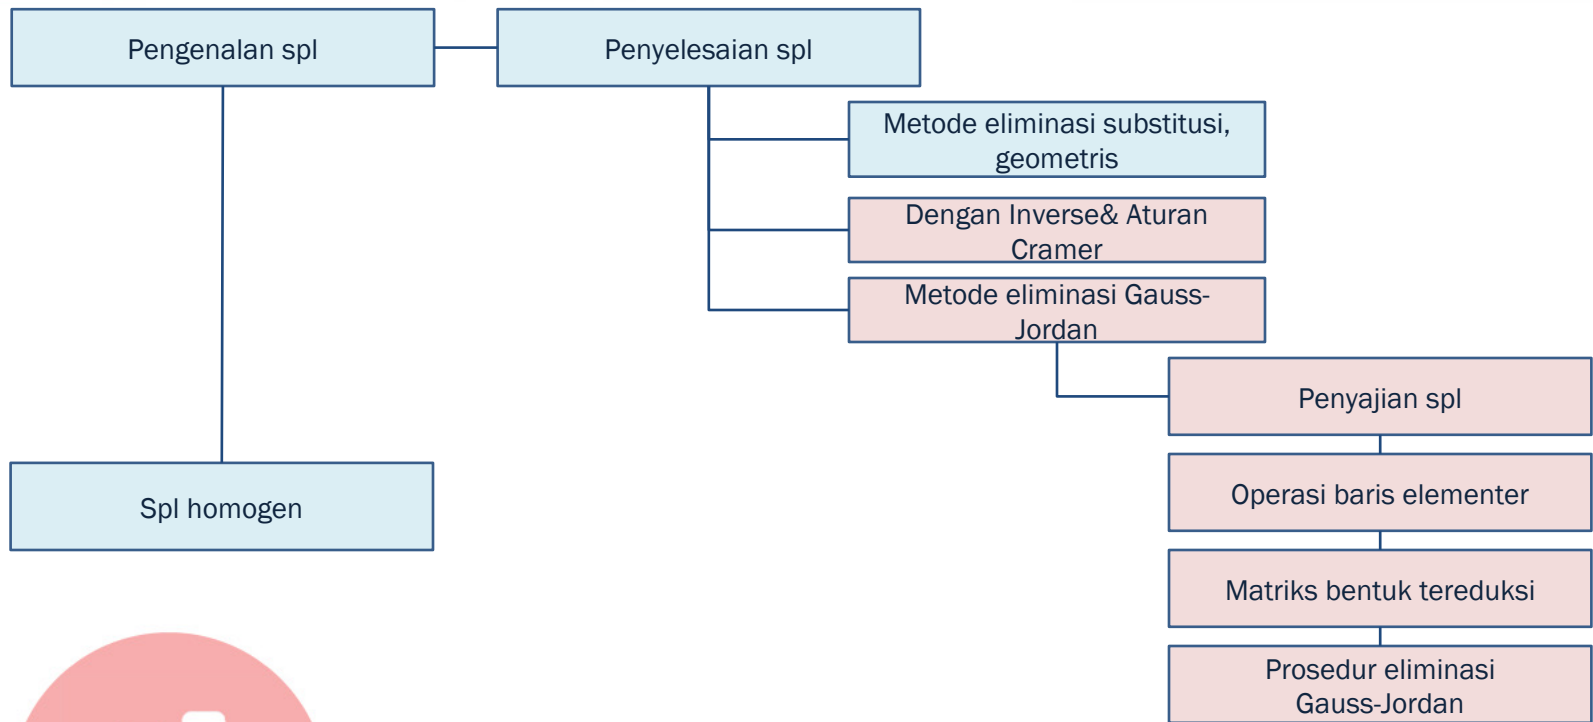 Pengenalan spl
Penyelesaian spl
Metode eliminasi substitusi,
geometris
Dengan Inverse& Aturan
Cramer
Metode eliminasi Gauss-
Jordan
Penyajian spl
Spl homogen
Operasi baris elementer
Matriks bentuk tereduksi
Prosedur eliminasi
Gauss-Jordan